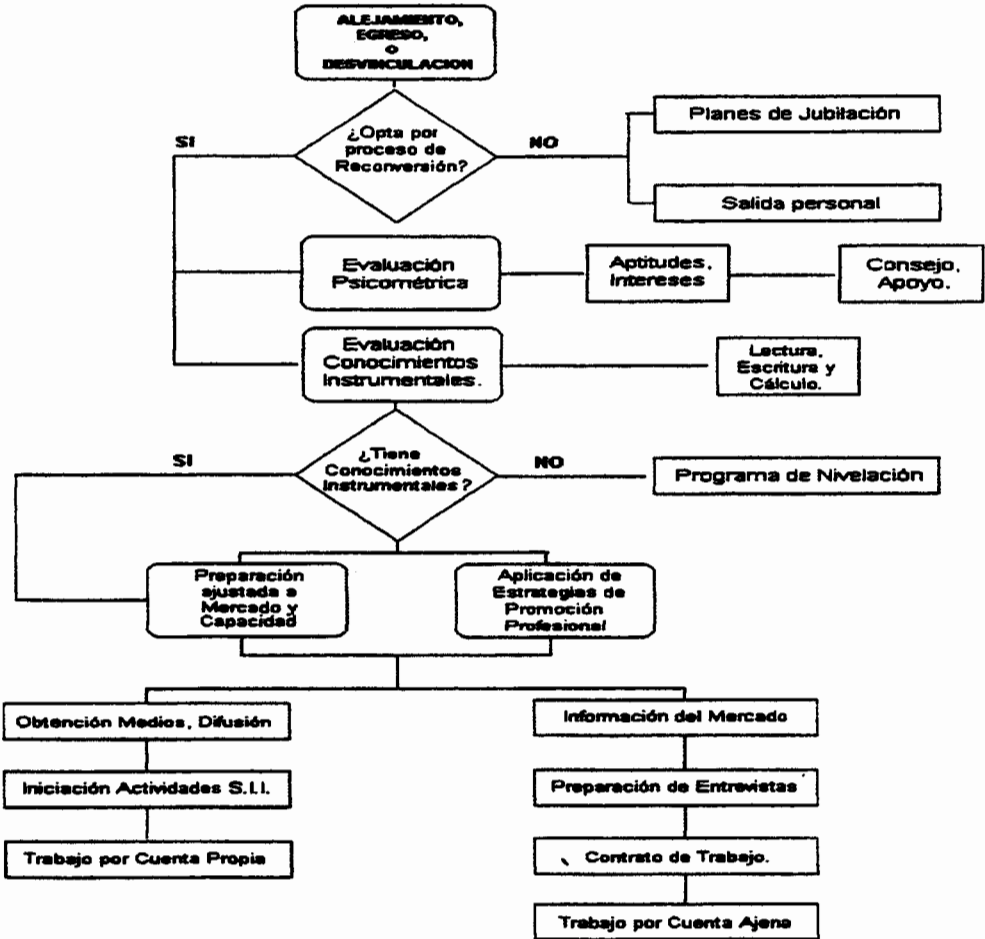 ALEJAMIENTO,
EGRESO,
O
DESVINCULACION
¿Opta por
proceso de
Reconversión?
SI
NO
Planes de Jubilación
Salida personal
Evaluación
Psicométrica
Aptitudes,
Intereses
Consejo,
Apoyo.
Evaluación
Conocimientos
Instrumentales.
Lectura,
Escritura y
Cálculo.
¿Tiene
Conocimientos
Instrumentales ?
SI
NO
Programa de Nivelación
Preparación
ajustada a
Mercado y
Capacidad
Aplicación de
Estrategias de
Promoción
Profesional
Obtención Medios, Difusión
Iniciación Actividades S.I.I.
Trabajo por Cuenta Propia
Información del Mercado
Preparación de Entrevistas
Contrato de Trabajo.
Trabajo por Cuenta Ajena